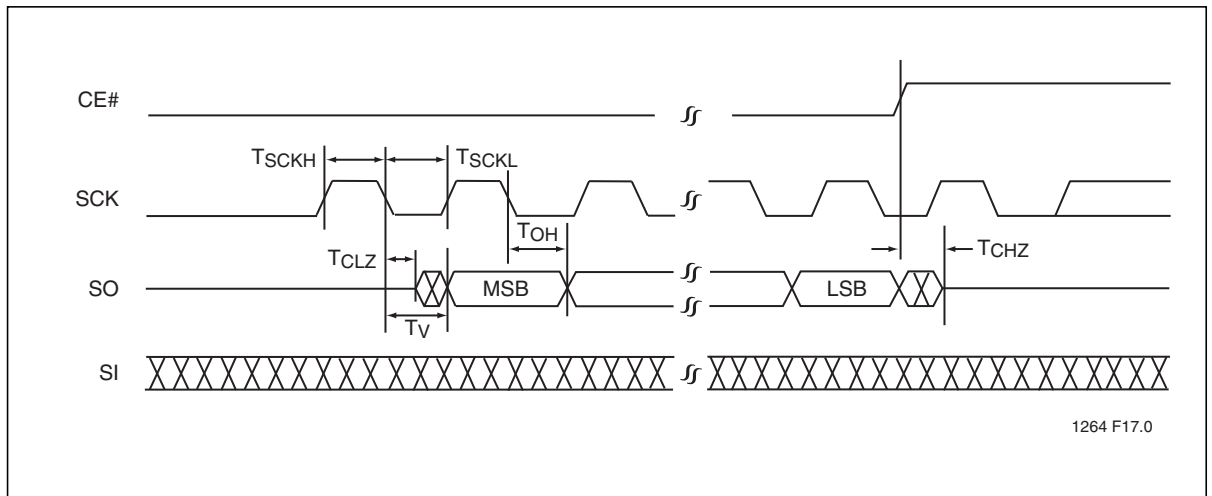 CE#
TSCKH TSCKL
SCK
TOH
TCLZ TCHZ
SO MSB LSB
TV
SI
1264 F17.0